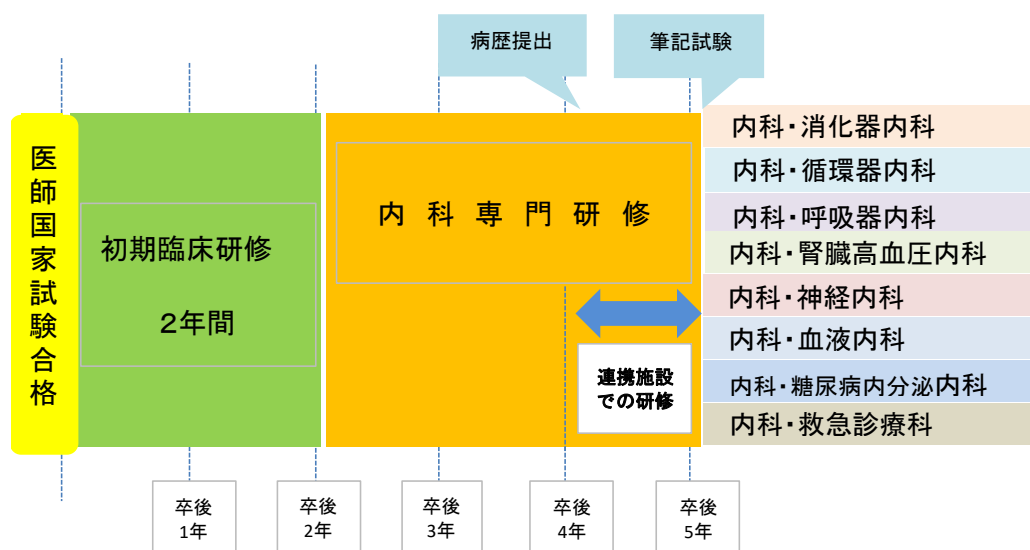 病歴提出
筆記試験
医師国家試験合格
初期臨床研修
２年間
内科専門研修
連携施設
での研修
内科・消化器内科
内科・循環器内科
内科・呼吸器内科
内科・腎臓高血圧内科
内科・神経内科
内科・血液内科
内科・糖尿病内分泌内科
内科・救急診療科
卒後
1年
卒後
2年
卒後
3年
卒後
4年
卒後
5年